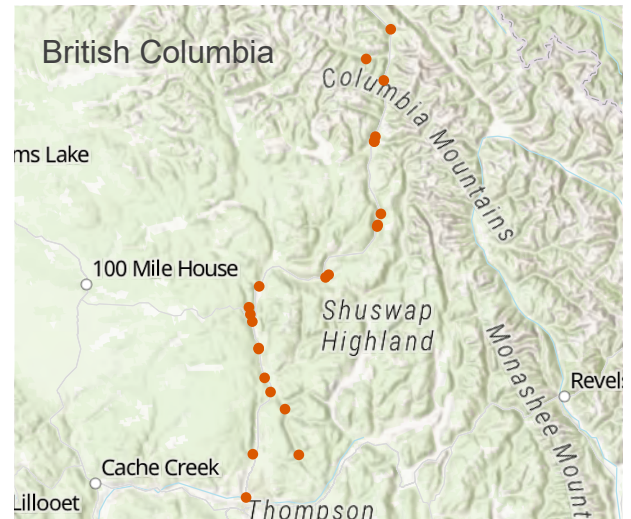 British Columbia
Columbia Mountains
ms Lake
100 Mile House
Shuswap
Highland
Monashee Mount
Revels
Cache Creek
Lillooet
Thompson